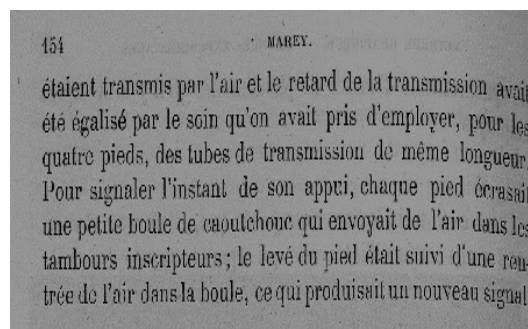 154 MAREY.
étaient transmis par l'air et le retard de la transmission avait
été égalisé par le soin qu'on avait pris d'employer, pour les
quatre pieds, des tubes de transmission de même longueur.
Pour signaler l'instant de son appui, chaque pied écrasait
une petite boule de caoutchouc qui envoyait de l'air dans les
tambours inscripteurs ; le levé du pied était suivi d'une ren-
trée de l'air dans la boule, ce qui produisait un nouveau signal